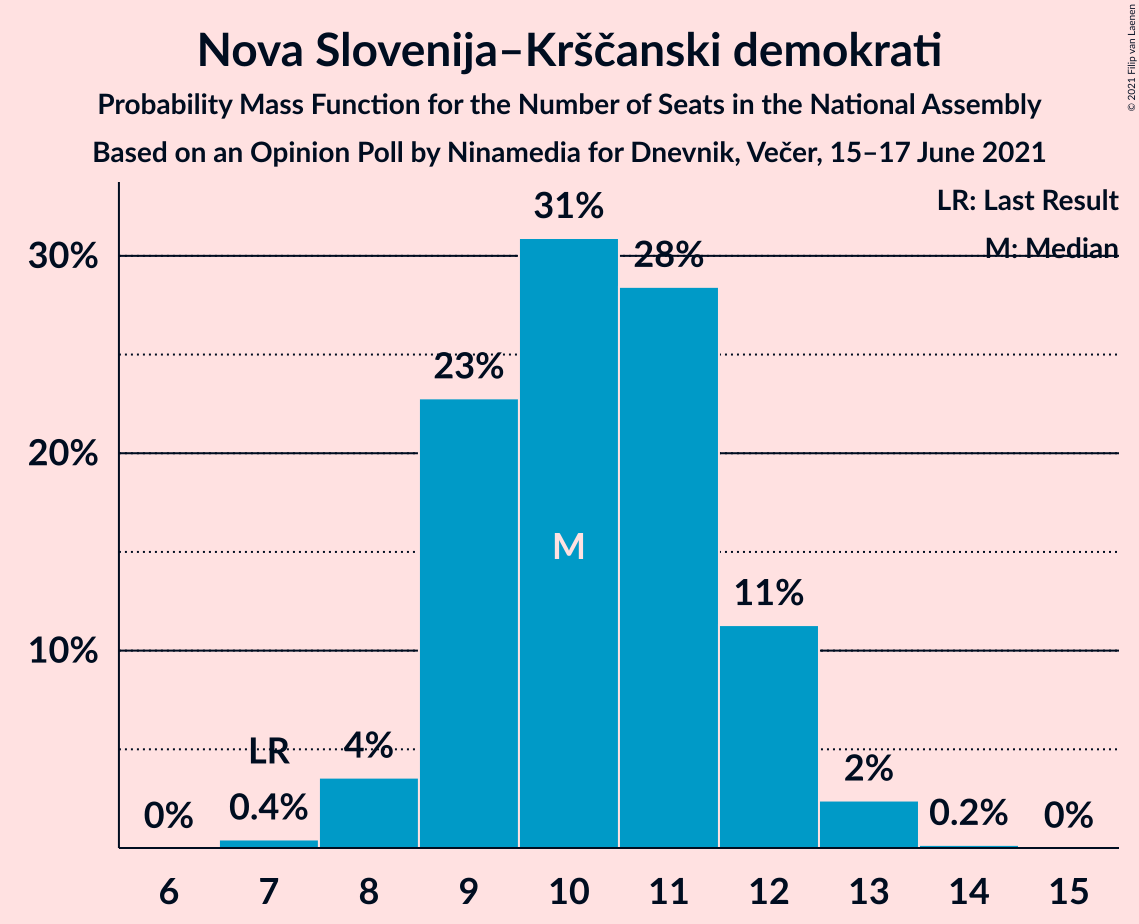 Nova Slovenija–Krščanski demokrati
Probability Mass Function for the Number of Seats in the National Assembly
Based on an Opinion Poll by Ninamedia for Dnevnik, Večer, 15–17 June 2021
© 2021 Filip van Laenen
LR: Last Result
M: Median
30%
20%
10%
0%
LR
0.4%
4%
23%
31%
M
28%
11%
2%
0.2%
0%
6 7 8 9 10 11 12 13 14 15